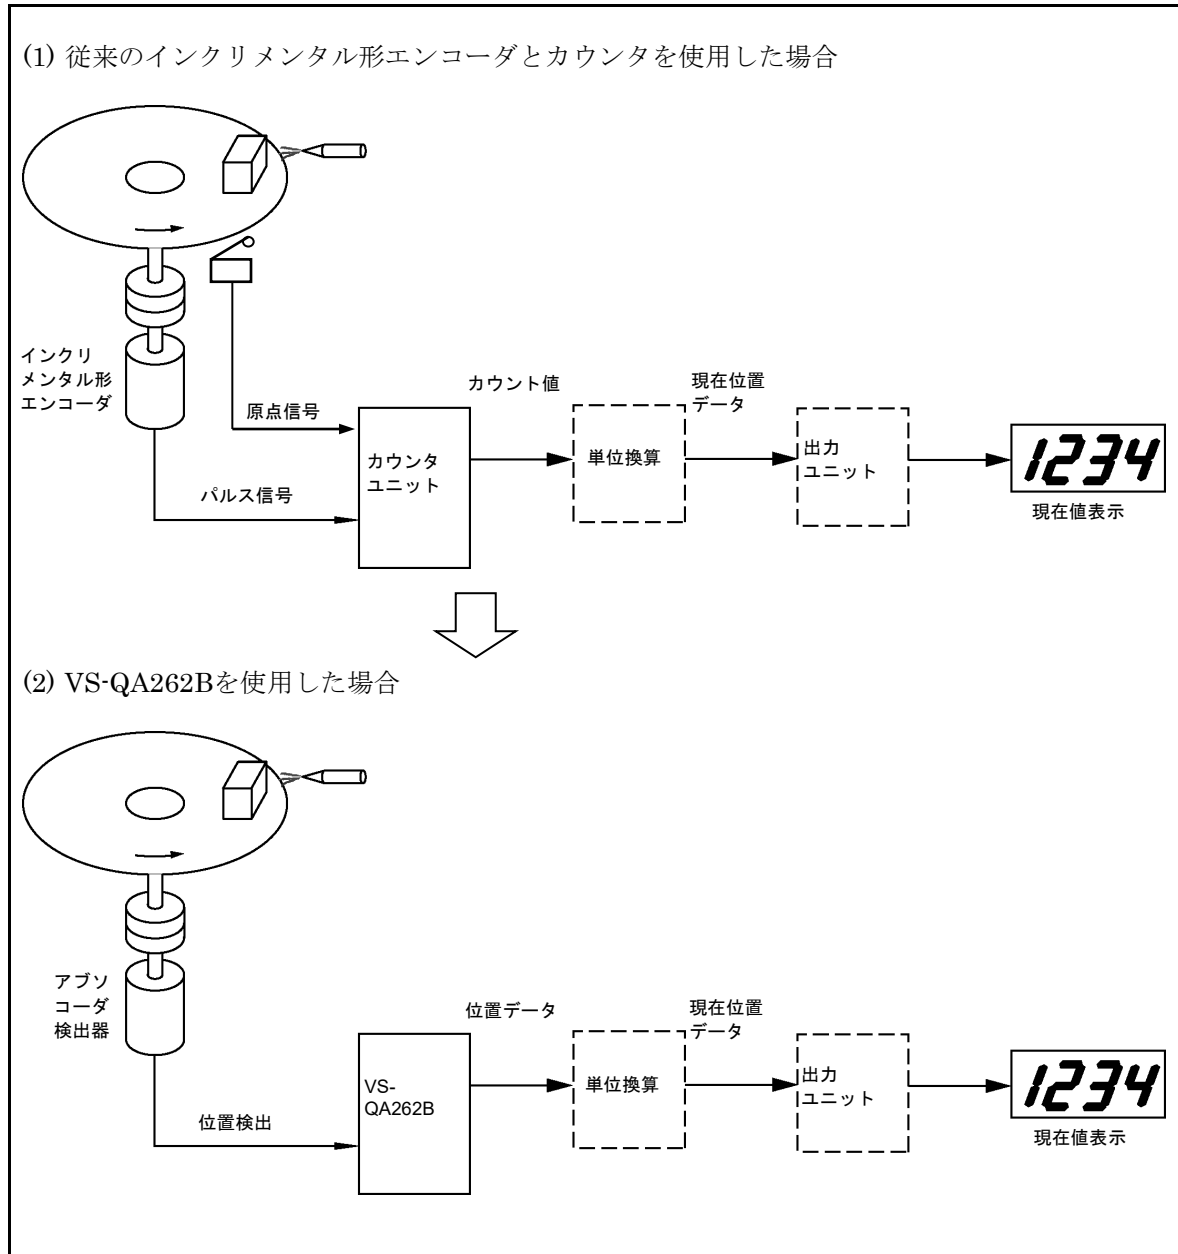 (1) 従来のインクリメンタル形エンコーダとカウンタを使用した場合
インクリ
メンタル形
エンコーダ
原点信号
パルス信号
カウンタ
ユニット
カウント値
単位換算
現在位置
データ
出力
ユニット
1234
現在値表示
(2) VS-QA262Bを使用した場合
アブソ
コーダ
検出器
位置検出
VS-
QA262B
位置データ
単位換算
現在位置
データ
出力
ユニット
1234
現在値表示